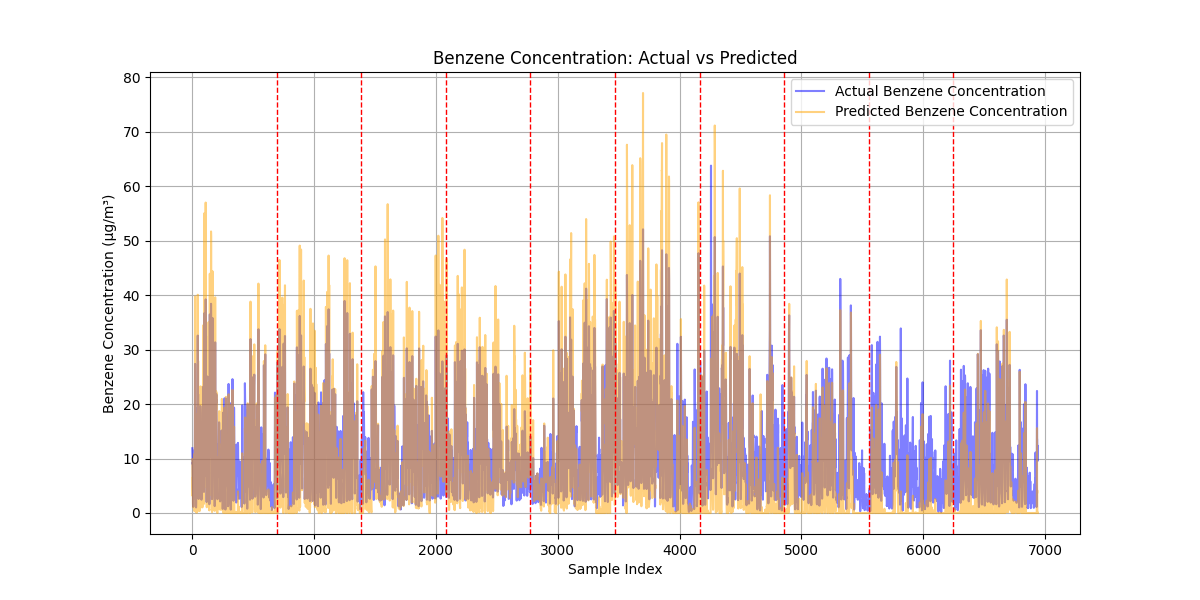 Benzene Concentration: Actual vs Predicted
Actual Benzene Concentration
Predicted Benzene Concentration
Benzene Concentration (µg/m³)
80
70
60
50
40
30
20
10
0
0 1000 2000 3000 4000 5000 6000 7000
Sample Index